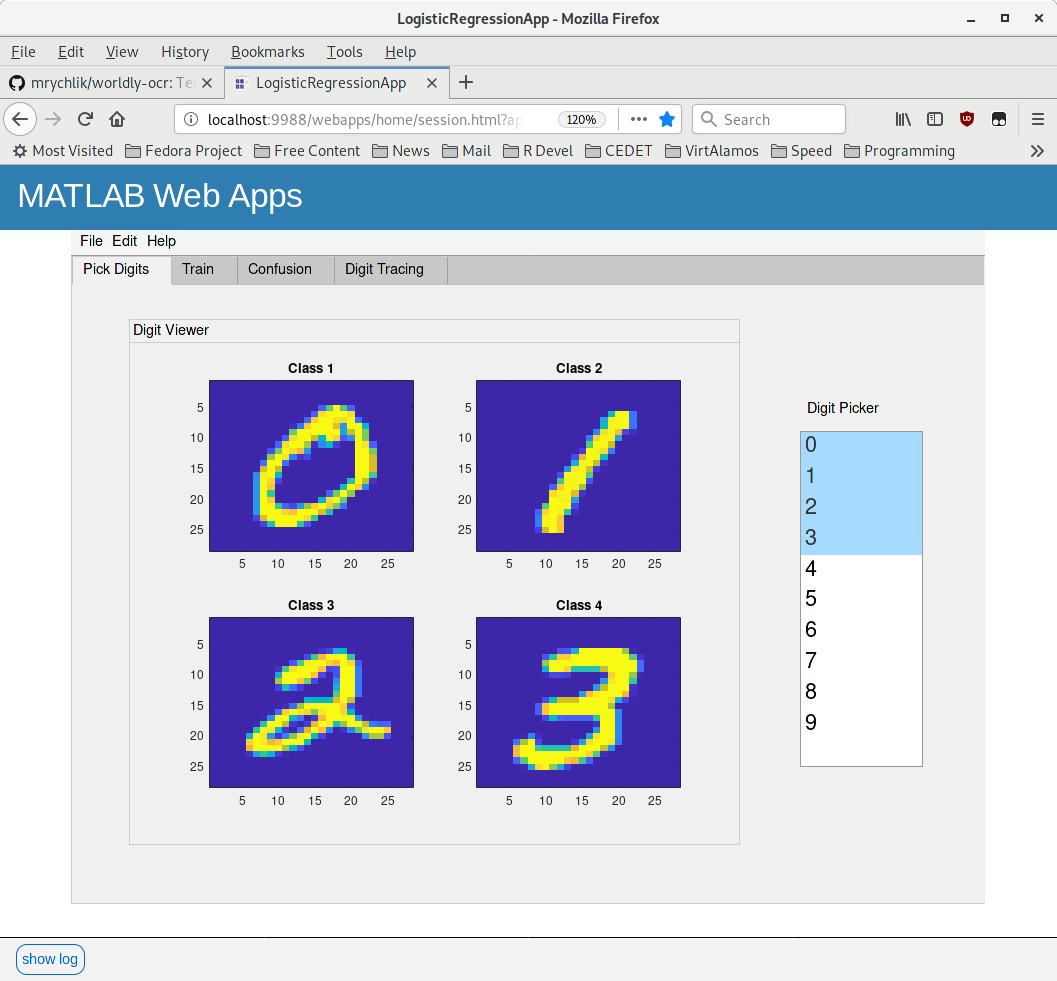 LogisticRegressionApp - Mozilla Firefox
File Edit View History Bookmarks Tools Help
mrychlik/worldly-ocr: Te LogisticRegressionApp
localhost:9988/webapps/home/session.html?ap 120% Search
Most Visited Fedora Project Free Content News Mail R Devel CEDET VirtAlamos Speed Programming
MATLAB Web Apps
File Edit Help
Pick Digits Train Confusion Digit Tracing
Digit Viewer
Class 1
5
10
15
20
25
0
5 10 15 20 25
Class 2
5
10
15
20
25
1
5 10 15 20 25
Class 3
5
10
15
20
25
2
5 10 15 20 25
Class 4
5
10
15
20
25
3
5 10 15 20 25
Digit Picker
0
1
2
3
4
5
6
7
8
9
show log